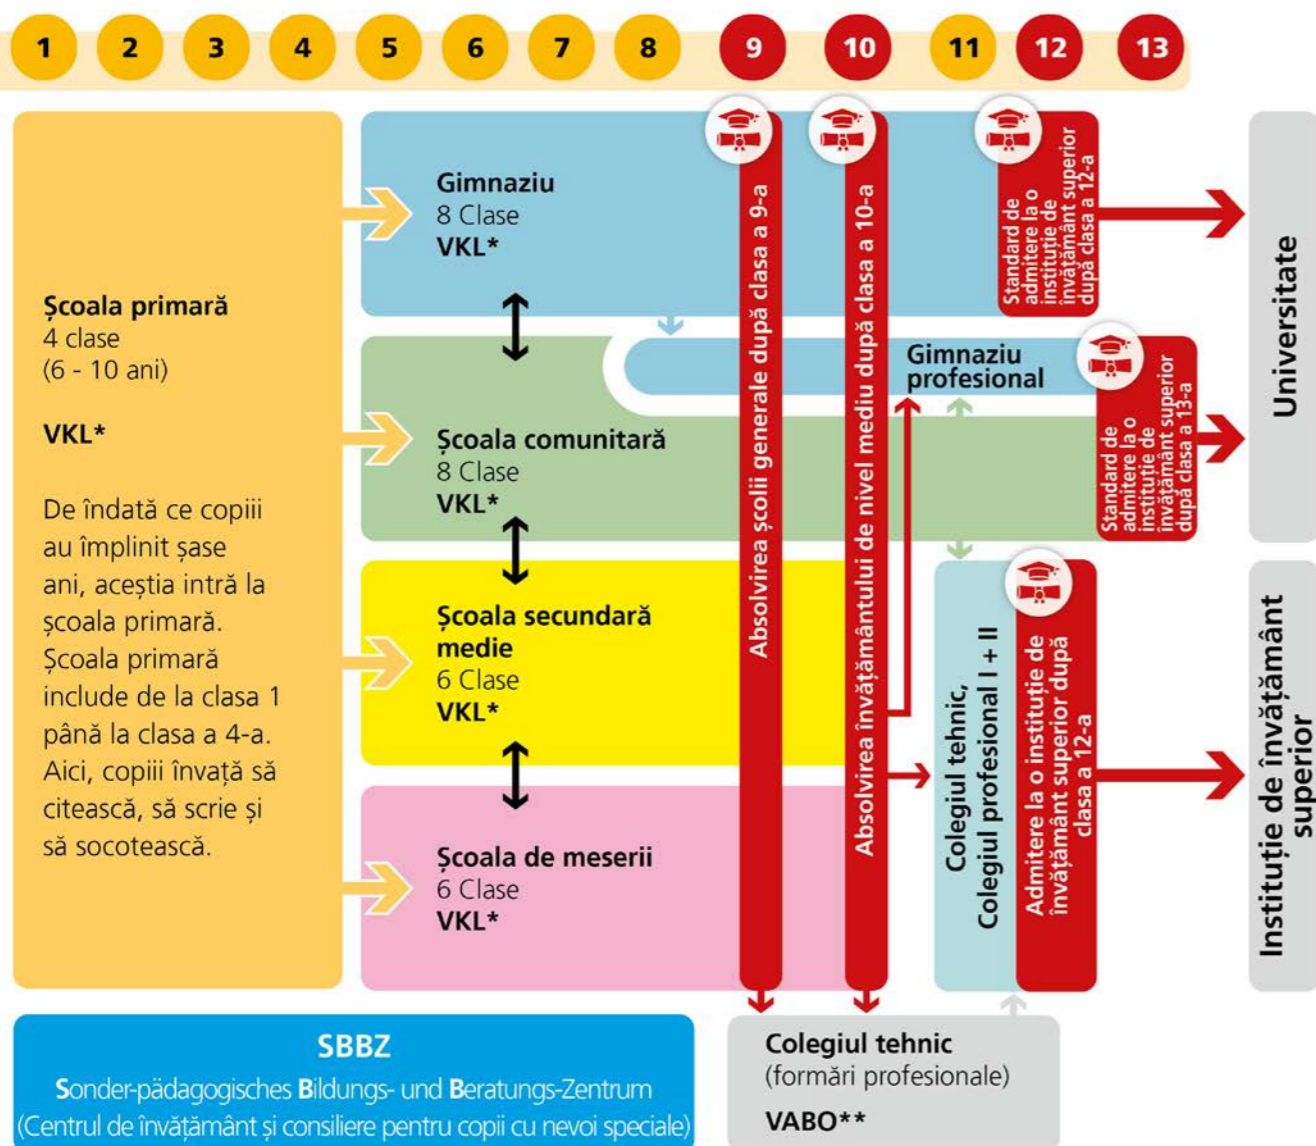 1 2 3 4 5 6 7 8 9 10 11 12 13
Școala primară
4 clase
(6 - 10 ani)
VKL*
De îndată ce copiii
au împlinit șase
ani, aceștia intră la
școala primară.
Școala primară
include de la clasa 1
până la clasa a 4-a.
Aici, copiii învață să
citească, să scrie și
să socotească.
Gimnaziu
8 Clase
VKL*
Școala comunitară
8 Clase
VKL*
Școala secundară
medie
6 Clase
VKL*
Școala de meserii
6 Clase
VKL*
Absolvirea școlii generale după clasa a 9-a
Absolvirea învățământului de nivel mediu după clasa a 10-a
Gimnaziu
profesional
Standard de
admitere la o
instituție de
învățământ superior
după clasa a 12-a
Standard de
admitere la o
instituție de
învățământ superior
după clasa a 13-a
Colegiul tehnic,
Colegiul profesional I + II
Admitere la o instituție de
învățământ superior după
clasa a 12-a
Universitate
Instituție de învățământ
superior
SBBZ
Sonder-pädagogisches Bildungs- und Beratungs-Zentrum
(Centrul de învățământ și consiliere pentru copii cu nevoi speciale)
Colegiul tehnic
(formări profesionale)
VABO**